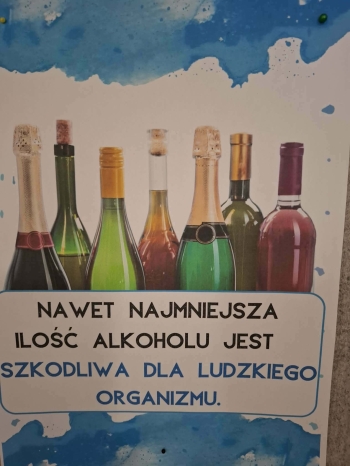 NAWET NAJMNIEJSZA
ILOŚĆ ALKOHOLU JEST
SZKODLIWA DLA LUDZKIEGO
ORGANIZMU.